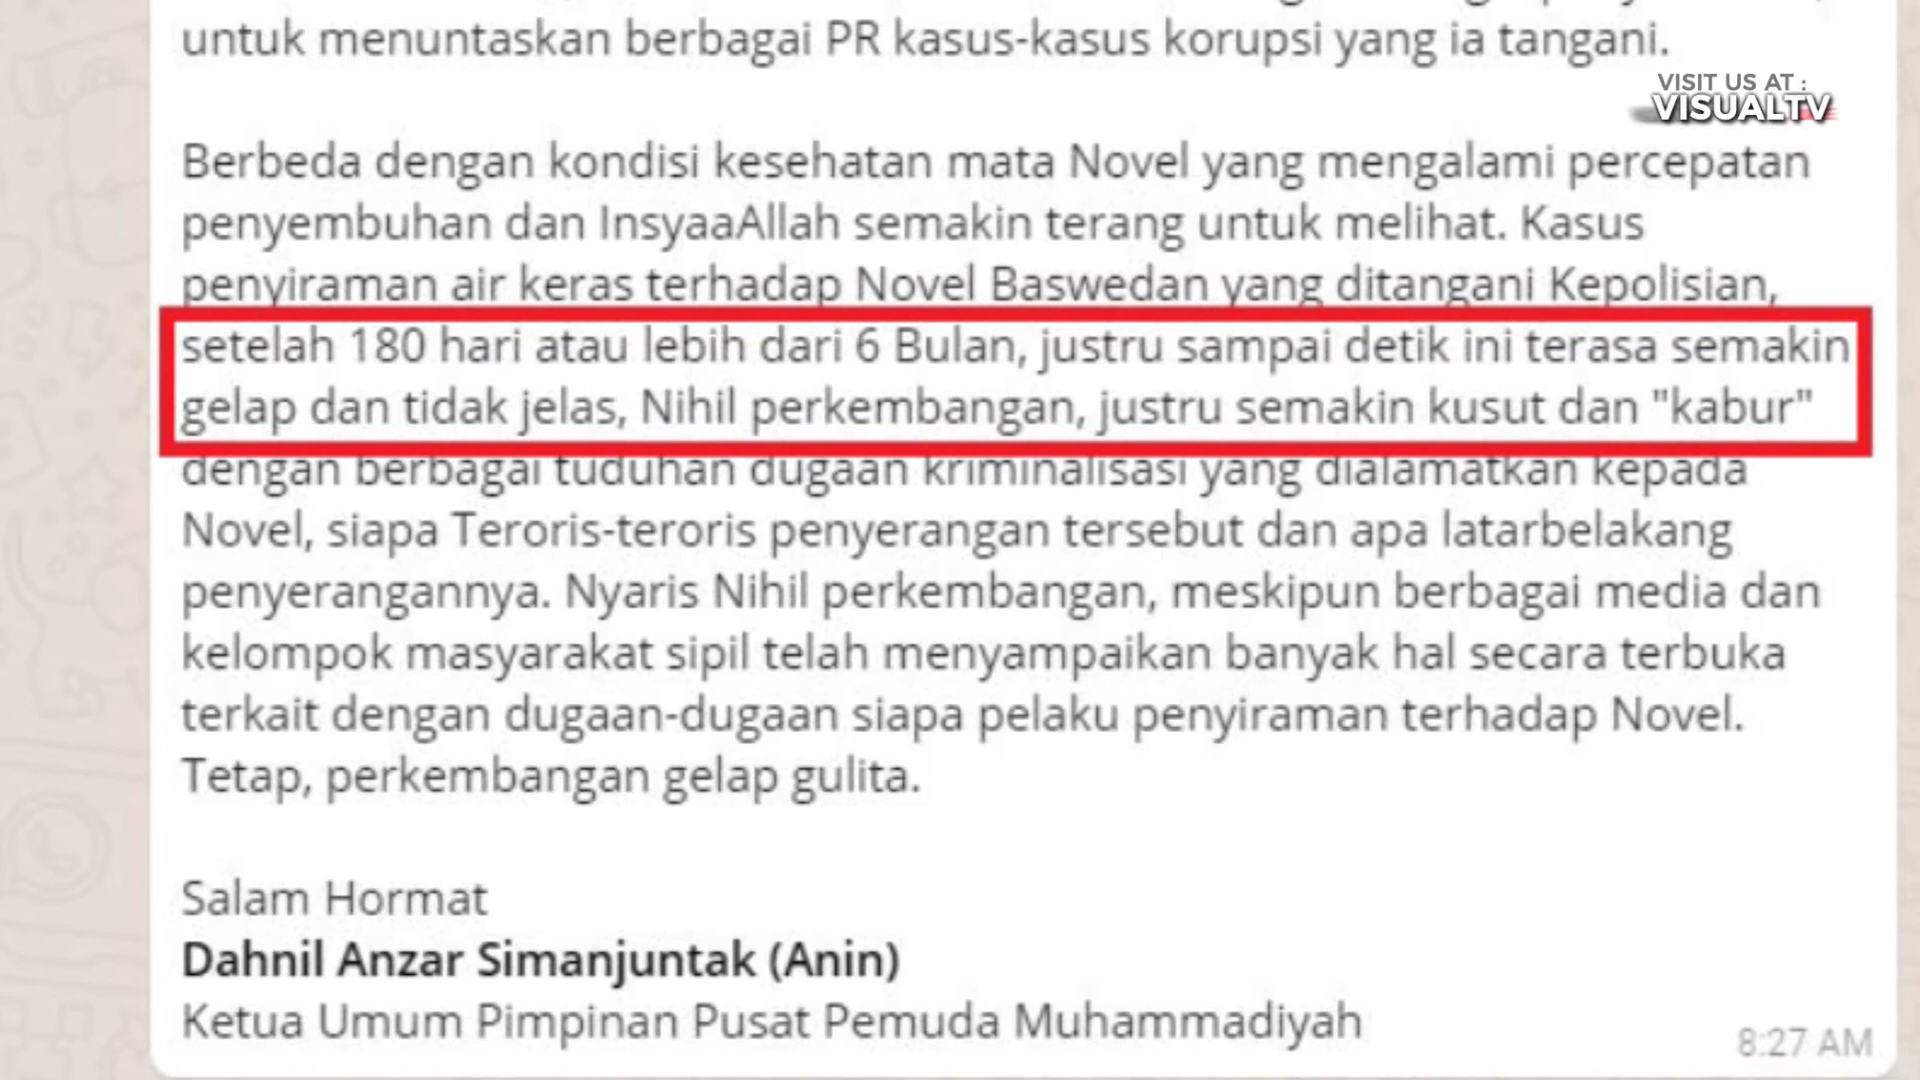 untuk menuntaskan berbagai PR kasus-kasus korupsi yang ia tangani.
VISIT US AT :
VISUALTV
Berbeda dengan kondisi kesehatan mata Novel yang mengalami percepatan
penyembuhan dan InsyaaAllah semakin terang untuk melihat. Kasus
penyiraman air keras terhadap Novel Baswedan yang ditangani Kepolisian,
setelah 180 hari atau lebih dari 6 Bulan, justru sampai detik ini terasa semakin
gelap dan tidak jelas, Nihil perkembangan, justru semakin kusut dan "kabur"
dengan berbagai tuduhan dugaan kriminalisasi yang dialamatkan kepada
Novel, siapa Teroris-teroris penyerangan tersebut dan apa latarbelakang
penyerangannya. Nyaris Nihil perkembangan, meskipun berbagai media dan
kelompok masyarakat sipil telah menyampaikan banyak hal secara terbuka
terkait dengan dugaan-dugaan siapa pelaku penyiraman terhadap Novel.
Tetap, perkembangan gelap gulita.
Salam Hormat
Dahnil Anzar Simanjuntak (Anin)
Ketua Umum Pimpinan Pusat Pemuda Muhammadiyah
8:27 AM